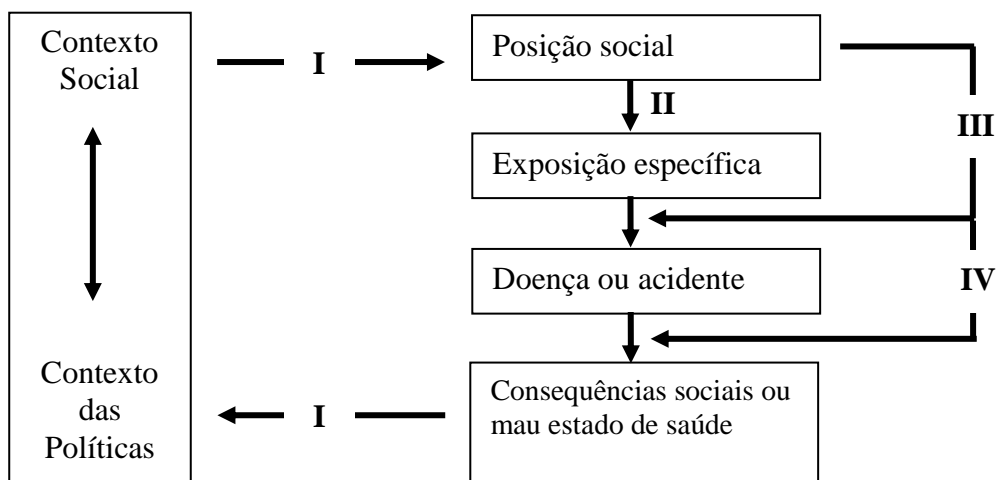 Contexto
Social
I
Posição social
II
III
Exposição específica
Doença ou acidente
IV
Contexto
das
Políticas
I
Consequências sociais ou
mau estado de saúde